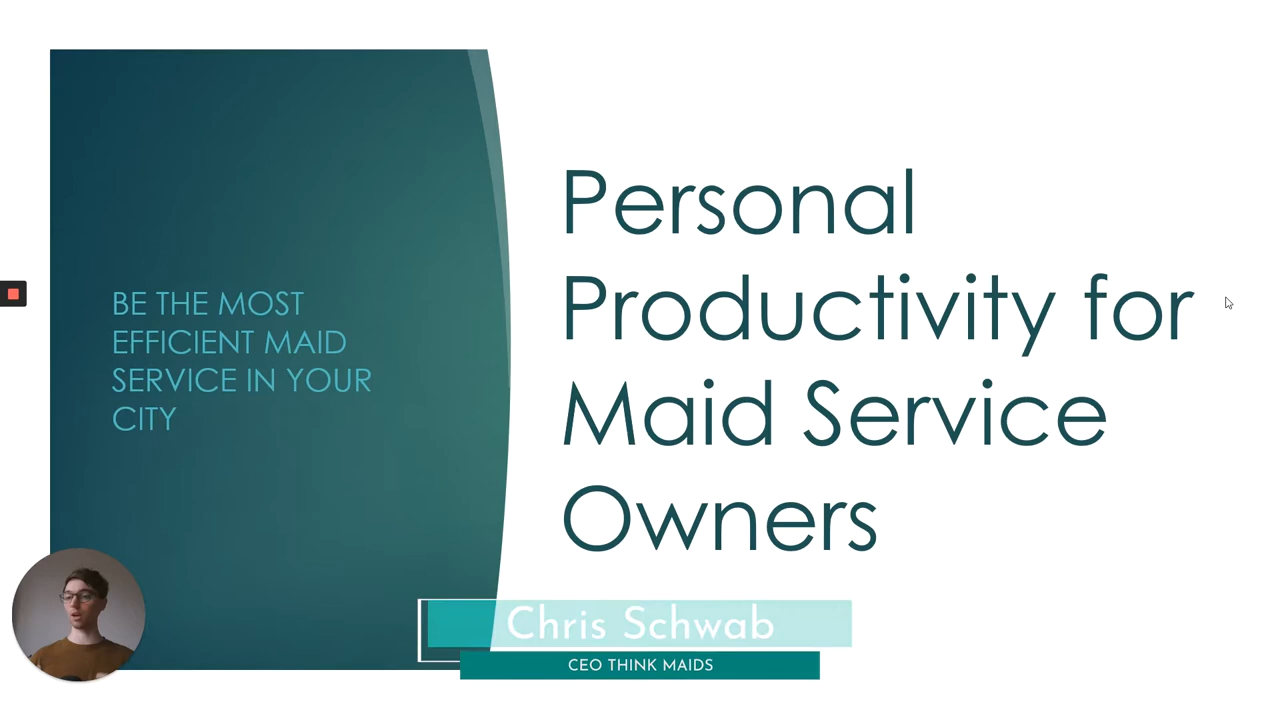 BE THE MOST
EFFICIENT MAID
SERVICE IN YOUR
CITY
Personal
Productivity for
Maid Service
Owners
Chris Schwab
CEO THINK MAIDS